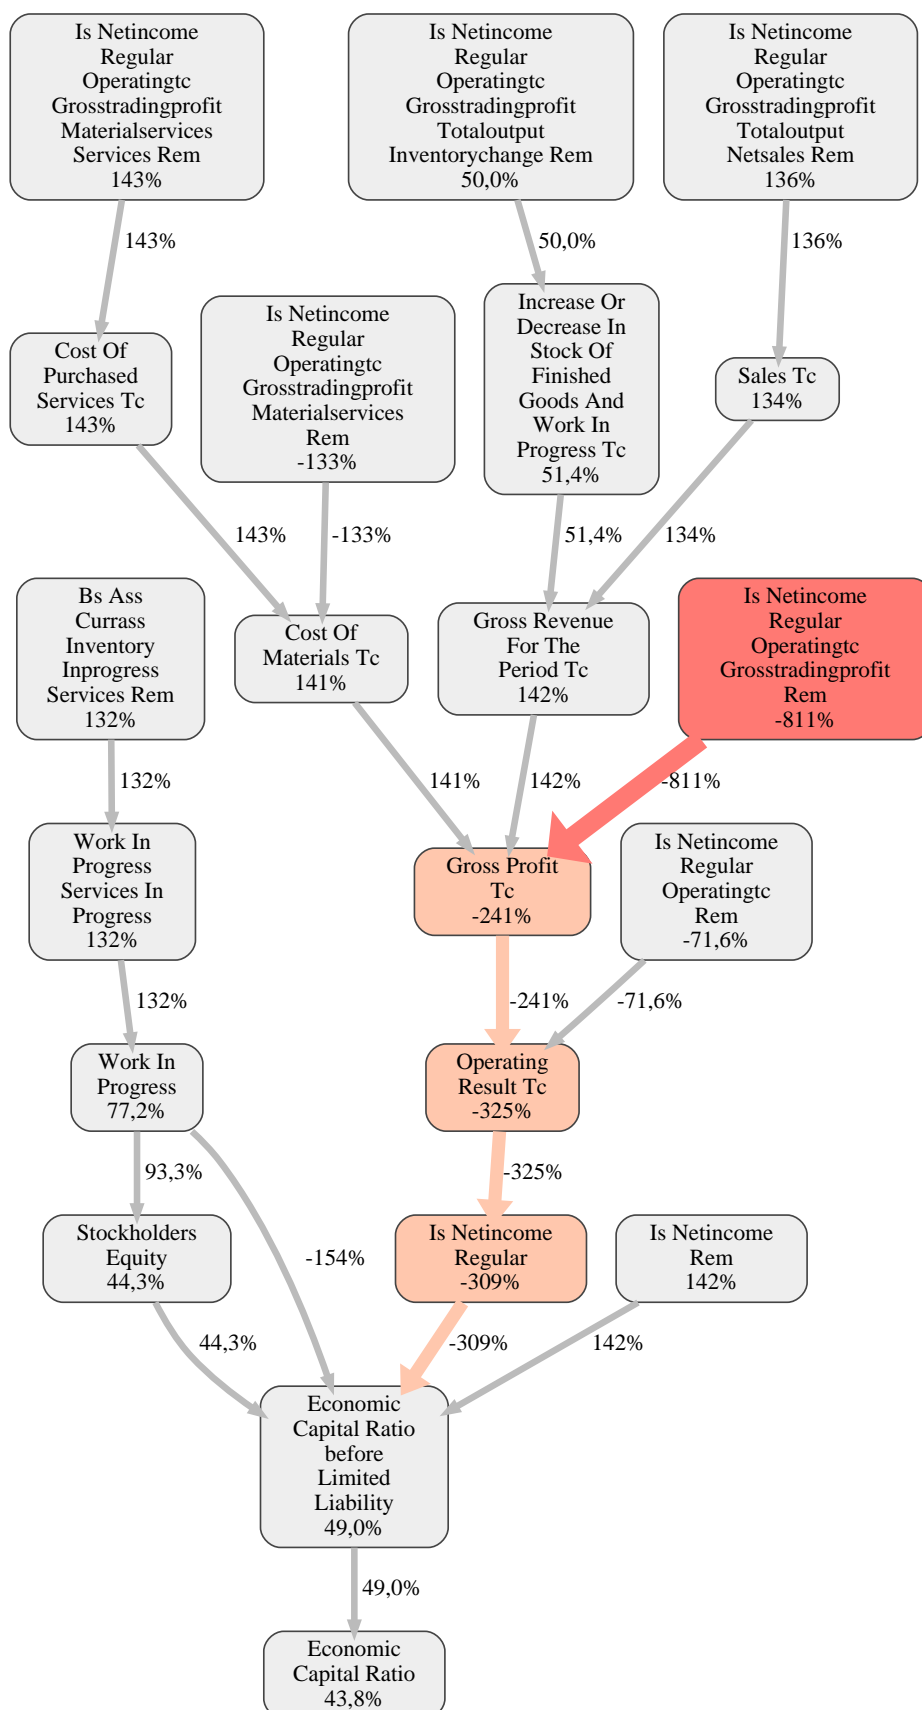 Is Netincome
Regular
Operatingtc
Grosstradingprofit
Materialservices
Services Rem
143%
Is Netincome
Regular
Operatingtc
Grosstradingprofit
Totaloutput
Inventorychange Rem
50,0%
Is Netincome
Regular
Operatingtc
Grosstradingprofit
Totaloutput
Netsales Rem
136%
143%
50,0%
136%
Cost Of
Purchased
Services Tc
143%
Is Netincome
Regular
Operatingtc
Grosstradingprofit
Materialservices
Rem
-133%
Increase Or
Decrease In
Stock Of
Finished
Goods And
Work In
Progress Tc
51,4%
Sales Tc
134%
143%
-133%
51,4%
134%
Bs Ass
Currass
Inventory
Inprogress
Services Rem
132%
Cost Of
Materials Tc
141%
Gross Revenue
For The
Period Tc
142%
Is Netincome
Regular
Operatingtc
Grosstradingprofit
Rem
-811%
132%
141%
142%
-811%
Work In
Progress
Services In
Progress
132%
Gross Profit
Tc
-241%
Is Netincome
Regular
Operatingtc
Rem
-71,6%
132%
-241%
-71,6%
Work In
Progress
77,2%
Operating
Result Tc
-325%
93,3%
-154%
-325%
Stockholders
Equity
44,3%
Is Netincome
Regular
-309%
Is Netincome
Rem
142%
44,3%
-309%
142%
Economic
Capital Ratio
before
Limited
Liability
49,0%
49,0%
Economic
Capital Ratio
43,8%